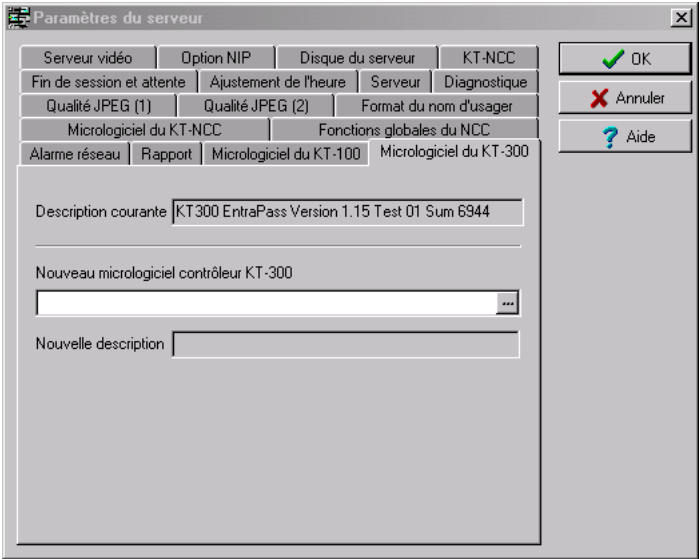 Paramètres du serveur
Serveur vidéo Option NIP Disque du serveur KT-NCC
Fin de session et attente Ajustement de l'heure Serveur Diagnostique
Qualité JPEG (1) Qualité JPEG (2) Format du nom d'usager
Micrologiciel du KT-NCC Fonctions globales du NCC
Alarme réseau Rapport Micrologiciel du KT-100 Micrologiciel du KT-300
OK
Annuler
Aide
Description courante KT300 EntraPass Version 1.15 Test 01 Sum 6944
Nouveau micrologiciel contrôleur KT-300
...
Nouvelle description